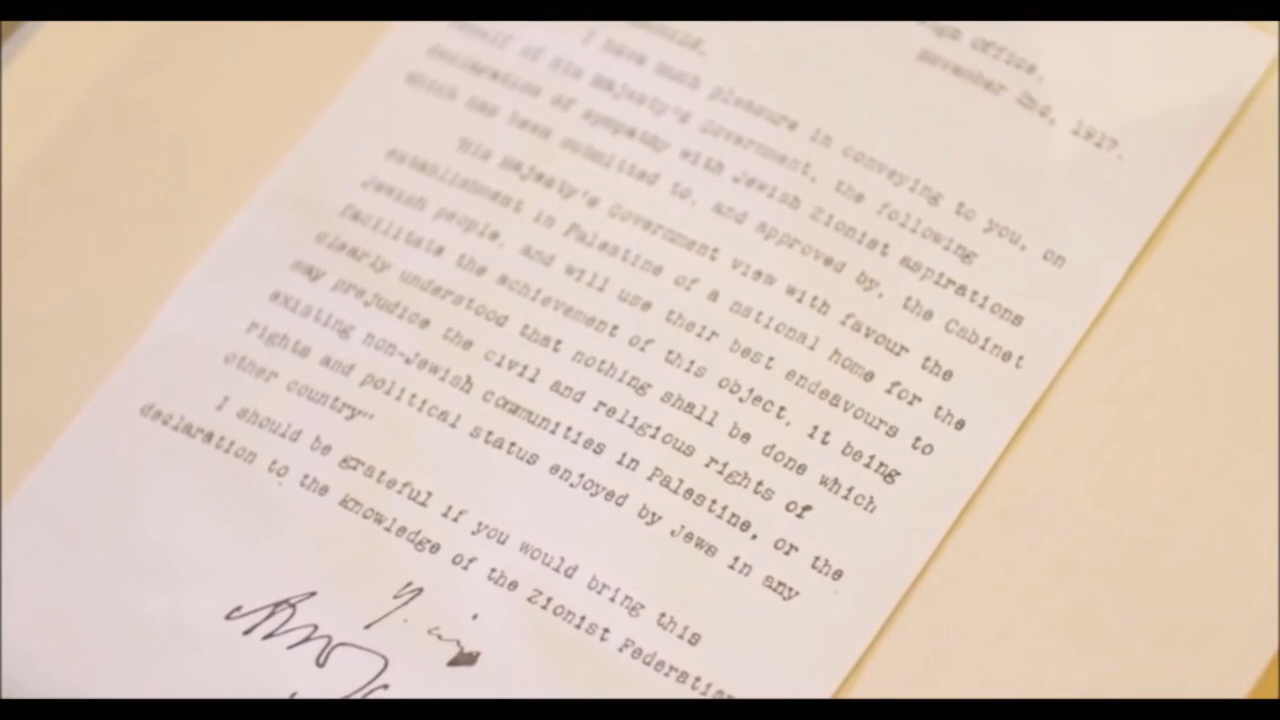 Office,
November 2nd, 1917.
I have much pleasure in conveying to you, on
behalf of His Majesty's Government, the following
declaration of sympathy with Jewish Zionist aspirations
which has been submitted to, and approved by, the Cabinet
"His Majesty's Government view with favour the
establishment in Palestine of a national home for the
Jewish people, and will use their best endeavours to
facilitate the achievement of this object, it being
clearly understood that nothing shall be done which
may prejudice the civil and religious rights of
existing non-Jewish communities in Palestine, or the
rights and political status enjoyed by Jews in any
other country"
I should be grateful if you would bring this
declaration to the knowledge of the Zionist Federation